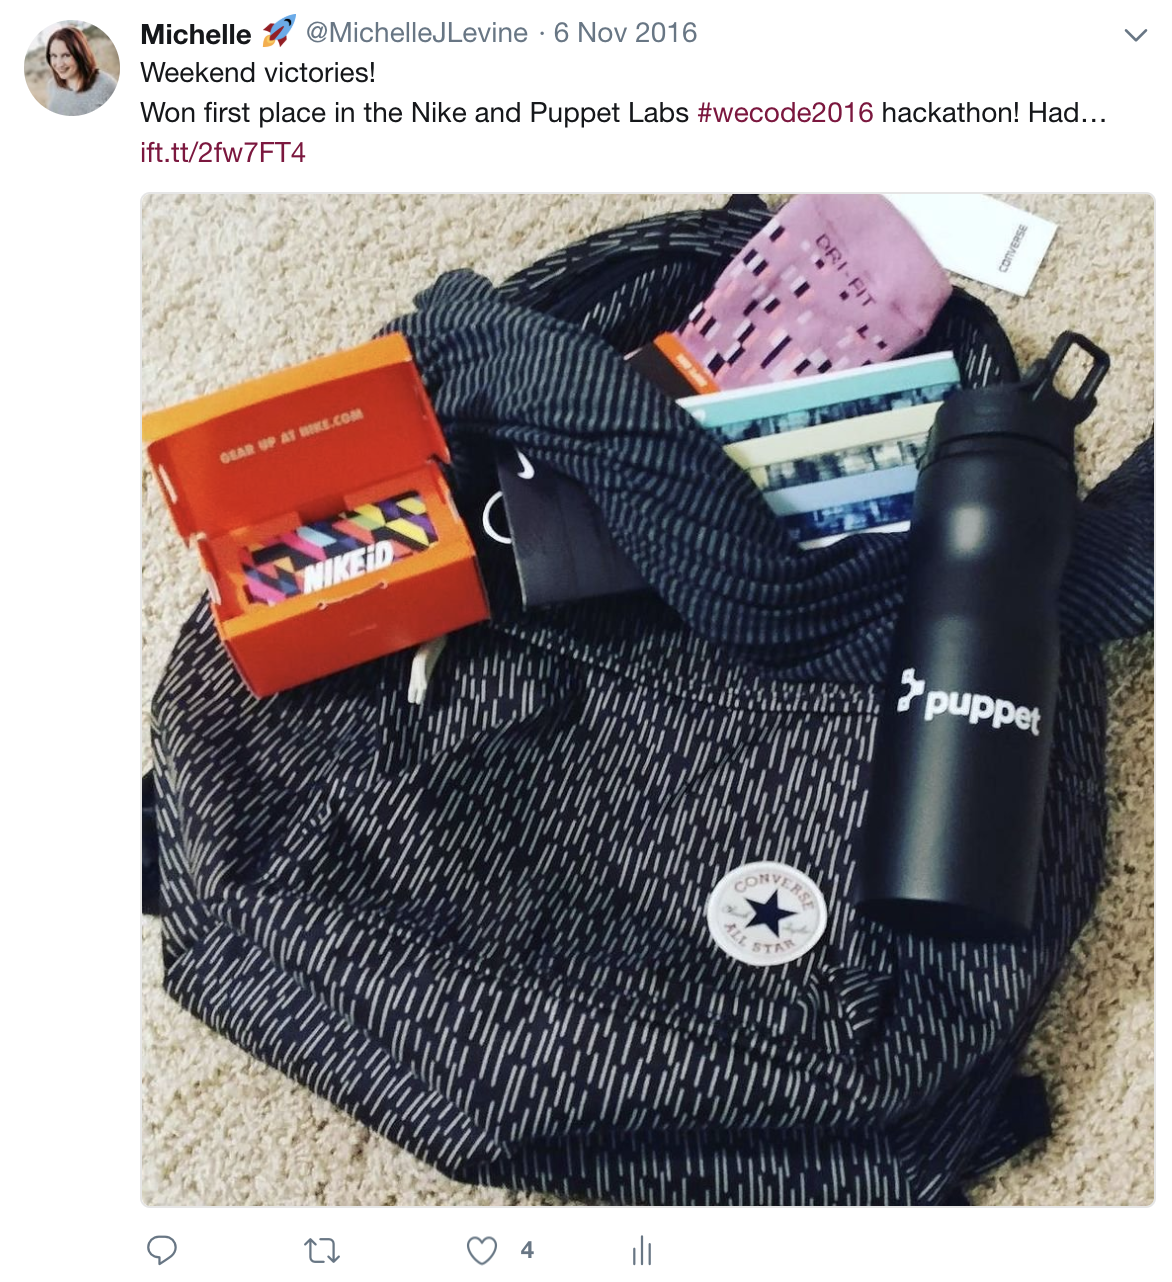 Michelle 🚀 @MichelleJLevine · 6 Nov 2016
Weekend victories!
Won first place in the Nike and Puppet Labs #wecode2016 hackathon! Had…
ift.tt/2fw7FT4
CONVERSE
DRI-FIT
GEAR UP AT NIKE.COM
NIKEiD
puppet
CONVERSE
ALL STAR
4